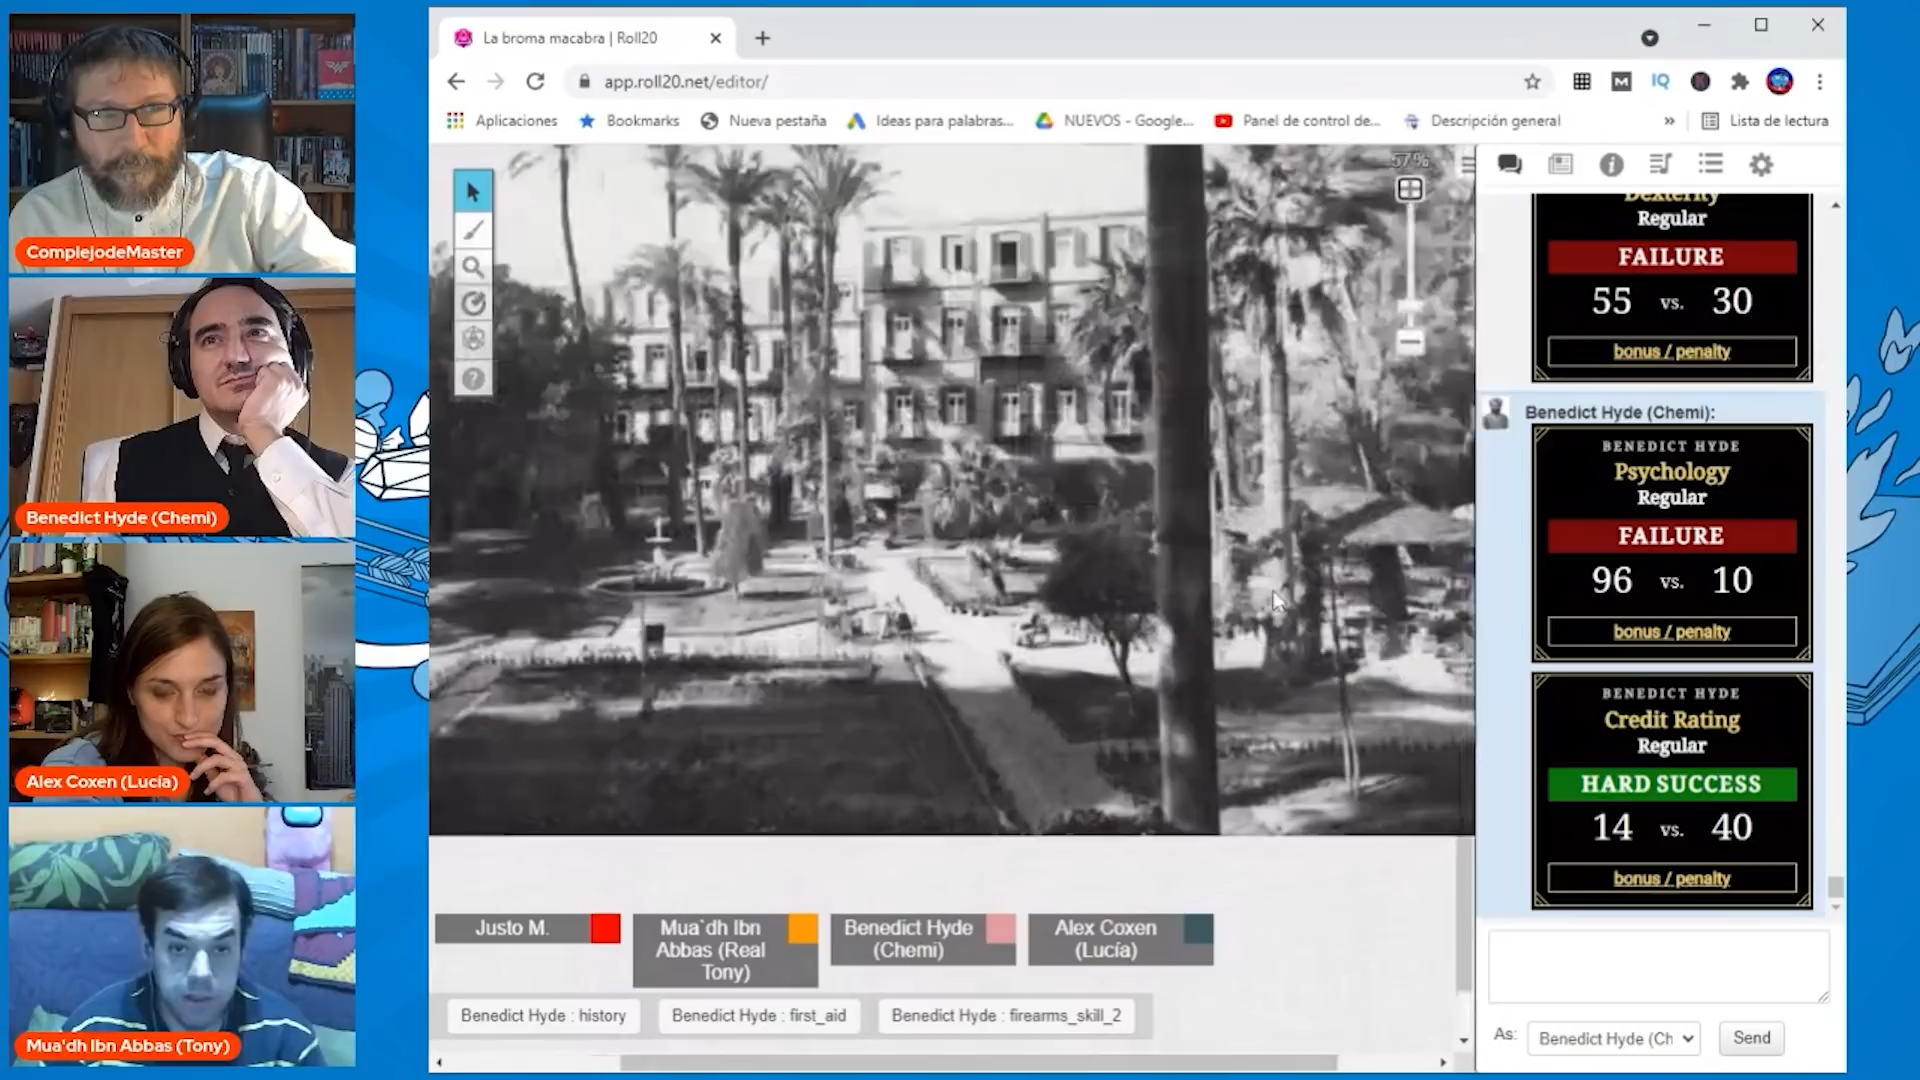 ComplejodeMaster
Benedict Hyde (Chemi)
Alex Coxen (Lucía)
Mua'dh Ibn Abbas (Tony)
La broma macabra | Roll20
app.roll20.net/editor/
M
IQ
Aplicaciones
Bookmarks
Nueva pestaña
Ideas para palabras...
NUEVOS - Google...
Panel de control de...
Descripción general
»
Lista de lectura
57%
Dexterity
Regular
FAILURE
55 vs. 30
bonus / penalty
Benedict Hyde (Chemi):
BENEDICT HYDE
Psychology
Regular
FAILURE
96 vs. 10
bonus / penalty
BENEDICT HYDE
Credit Rating
Regular
HARD SUCCESS
14 vs. 40
bonus / penalty
Justo M.
Mua`dh Ibn
Abbas (Real
Tony)
Benedict Hyde
(Chemi)
Alex Coxen
(Lucía)
Benedict Hyde : history
Benedict Hyde : first_aid
Benedict Hyde : firearms_skill_2
As:
Benedict Hyde (Ch
Send